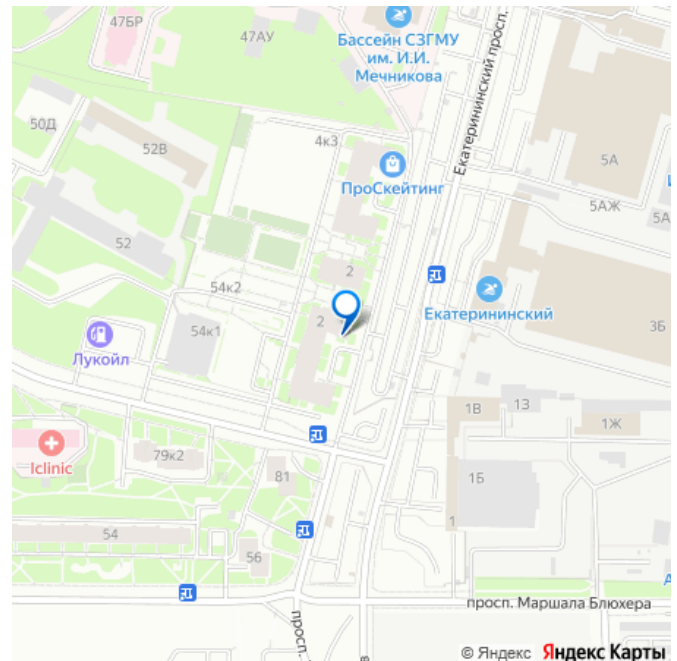 47БР
47АУ
Бассейн СЗГМУ
им. И.И.
Мечникова
Екатерининский просп.
50Д
52В
4к3
ПроСкейтинг
5А
5АЖ
5А
52
2
54к2
Екатерининский
54к1
2
3Б
Лукойл
1В
13
1Ж
Iclinic
79к2
81
1Б
54
56
1
просп. Маршала Блюхера
просп.
© Яндекс Яндекс Карты